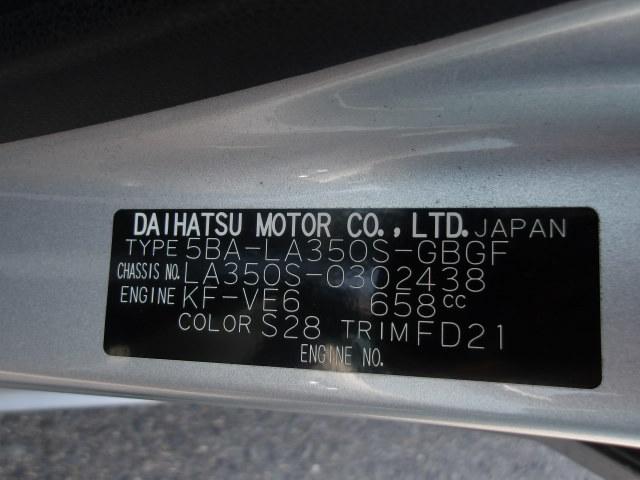 DAIHATSU MOTOR CO., LTD. JAPAN
TYPE 5BA-LA350S-GBGF
CHASSIS NO. LA350S-0302438
ENGINE KF-VE6 658cc
COLOR S28 TRIM FD21
ENGINE NO.